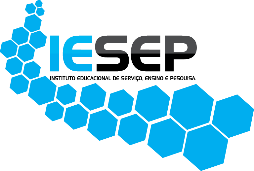 IESEP
INSTITUTO EDUCACIONAL DE SERVIÇO, ENSINO E PESQUISA